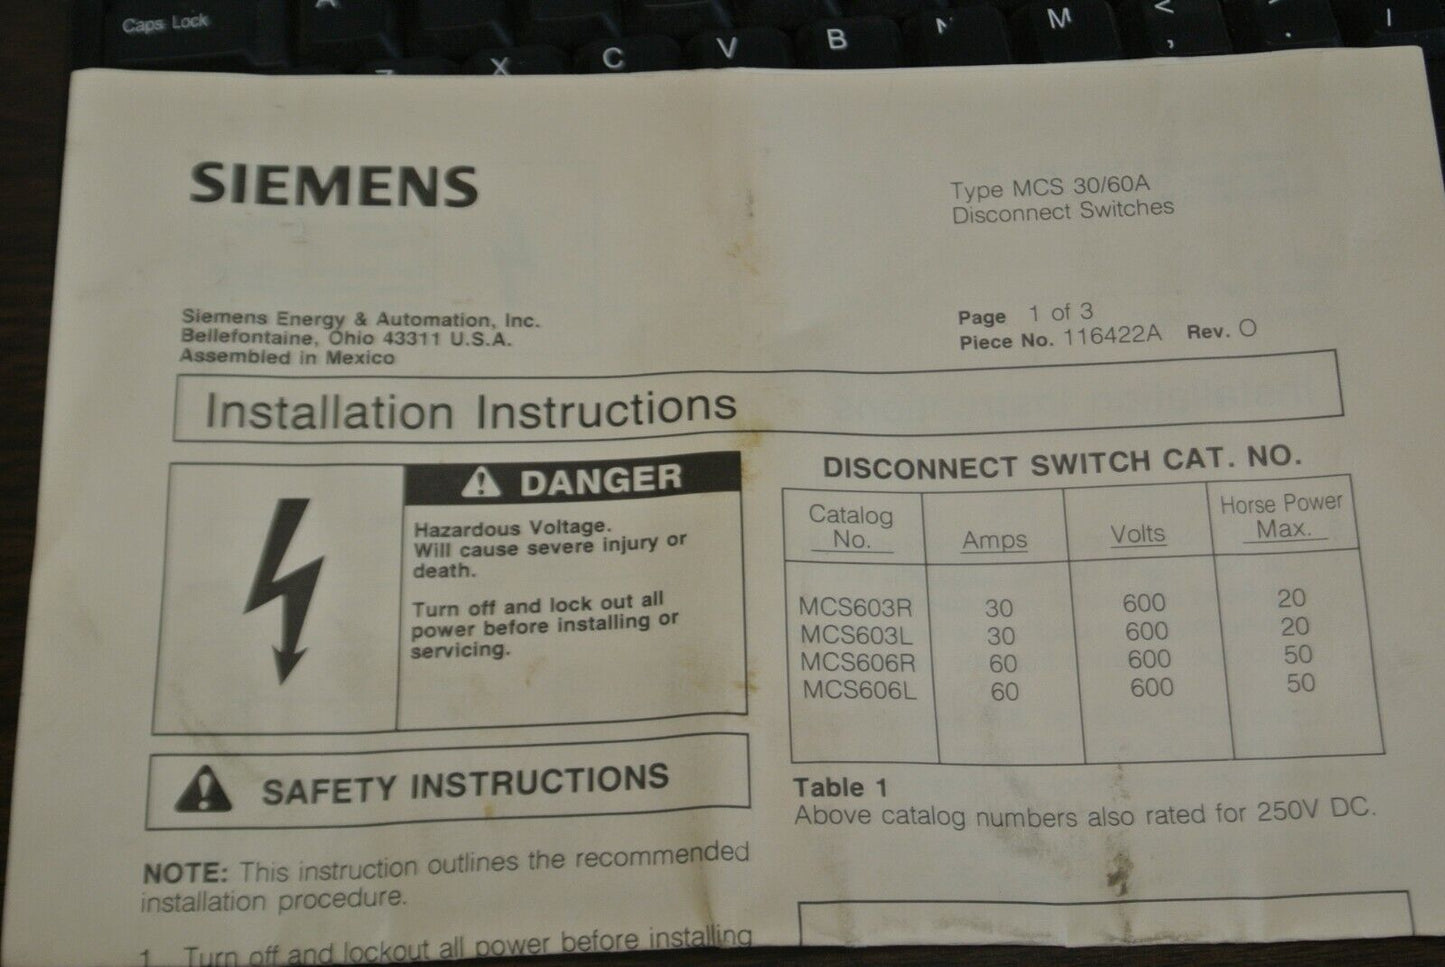 Caps Lock
X C V B N M < , .
SIEMENS
Type MCS 30/60A
Disconnect Switches
Siemens Energy & Automation, Inc.
Bellefontaine, Ohio 43311 U.S.A.
Assembled in Mexico
Page 1 of 3
Piece No. 116422A Rev. O
Installation Instructions
DANGER
Hazardous Voltage.
Will cause severe injury or
death.
Turn off and lock out all
power before installing or
servicing.
SAFETY INSTRUCTIONS
NOTE: This instruction outlines the recommended
installation procedure.
1. Turn off and lockout all power before installing
DISCONNECT SWITCH CAT. NO.
Catalog No. Amps Volts Horse Power Max.
MCS603R 30 600 20
MCS603L 30 600 20
MCS606R 60 600 50
MCS606L 60 600 50
Table 1
Above catalog numbers also rated for 250V DC.